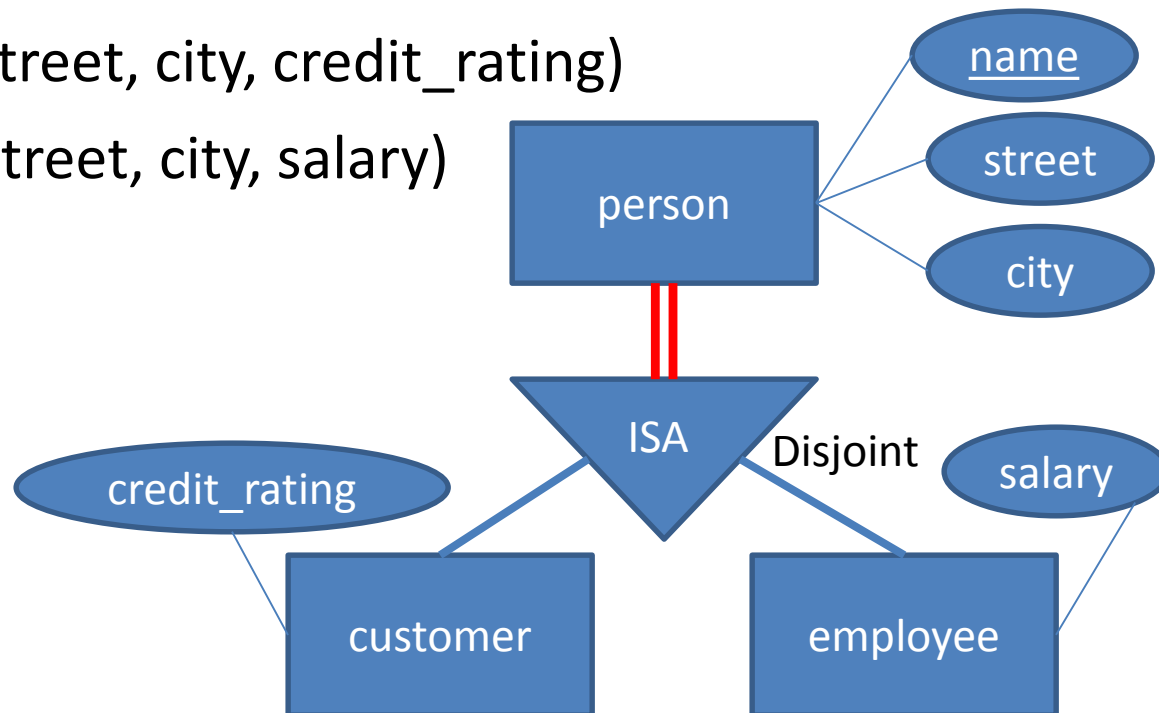 treet, city, credit_rating)
treet, city, salary)
name
street
person
city
ISA
Disjoint
salary
credit_rating
customer
employee